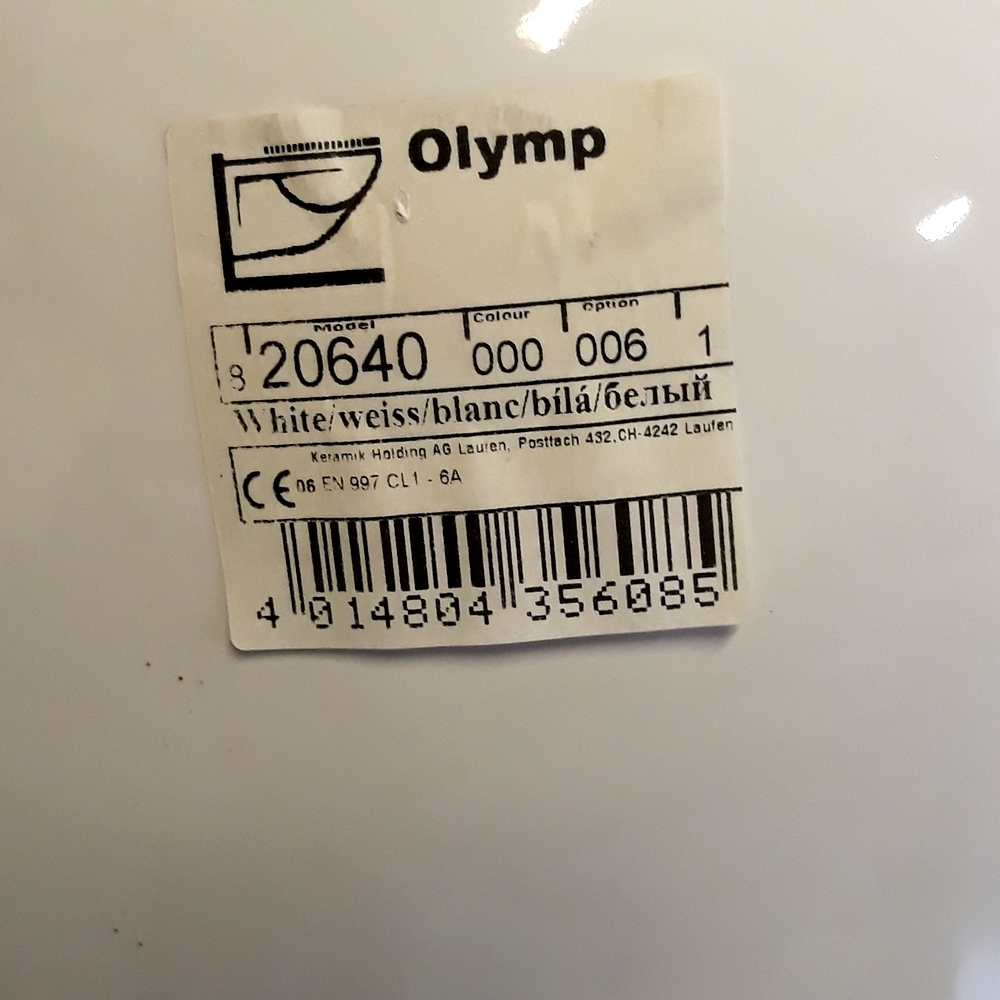 Olymp
Model Colour Option
8 20640 000 006 1
White/weiss/blanc/bílá/белый
Keramik Holding AG Laufen, Postfach 432,CH-4242 Laufen
CE 06 EN 997 CL1 - 6A
4 014804 356085